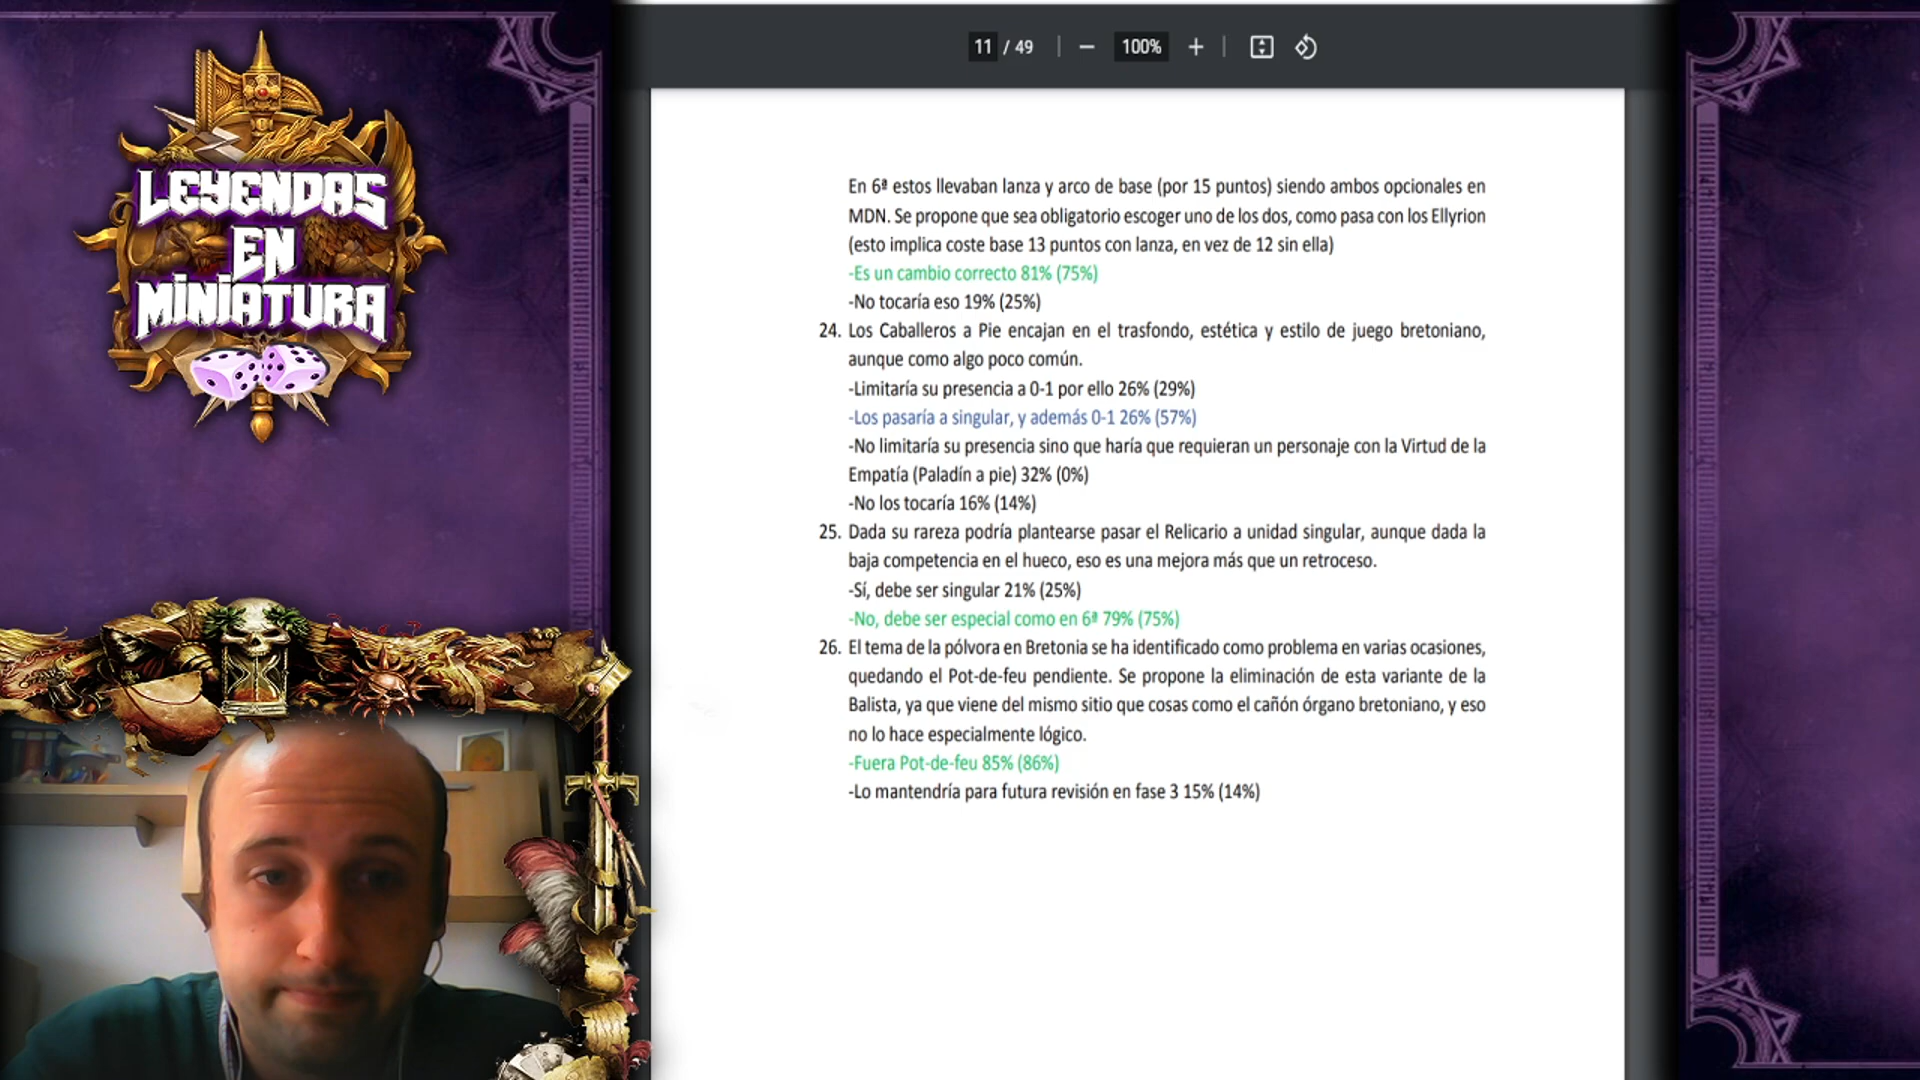 LEYENDAS
EN
MINIATURA
11 / 49
100%
En 6ª estos llevaban lanza y arco de base (por 15 puntos) siendo ambos opcionales en
MDN. Se propone que sea obligatorio escoger uno de los dos, como pasa con los Ellyrion
(esto implica coste base 13 puntos con lanza, en vez de 12 sin ella)
-Es un cambio correcto 81% (75%)
-No tocaría eso 19% (25%)
24. Los Caballeros a Pie encajan en el trasfondo, estética y estilo de juego bretoniano,
aunque como algo poco común.
-Limitaría su presencia a 0-1 por ello 26% (29%)
-Los pasaría a singular, y además 0-1 26% (57%)
-No limitaría su presencia sino que haría que requieran un personaje con la Virtud de la
Empatía (Paladín a pie) 32% (0%)
-No los tocaría 16% (14%)
25. Dada su rareza podría plantearse pasar el Relicario a unidad singular, aunque dada la
baja competencia en el hueco, eso es una mejora más que un retroceso.
-Sí, debe ser singular 21% (25%)
-No, debe ser especial como en 6ª 79% (75%)
26. El tema de la pólvora en Bretonia se ha identificado como problema en varias ocasiones,
quedando el Pot-de-feu pendiente. Se propone la eliminación de esta variante de la
Balista, ya que viene del mismo sitio que cosas como el cañón órgano bretoniano, y eso
no lo hace especialmente lógico.
-Fuera Pot-de-feu 85% (86%)
-Lo mantendría para futura revisión en fase 3 15% (14%)